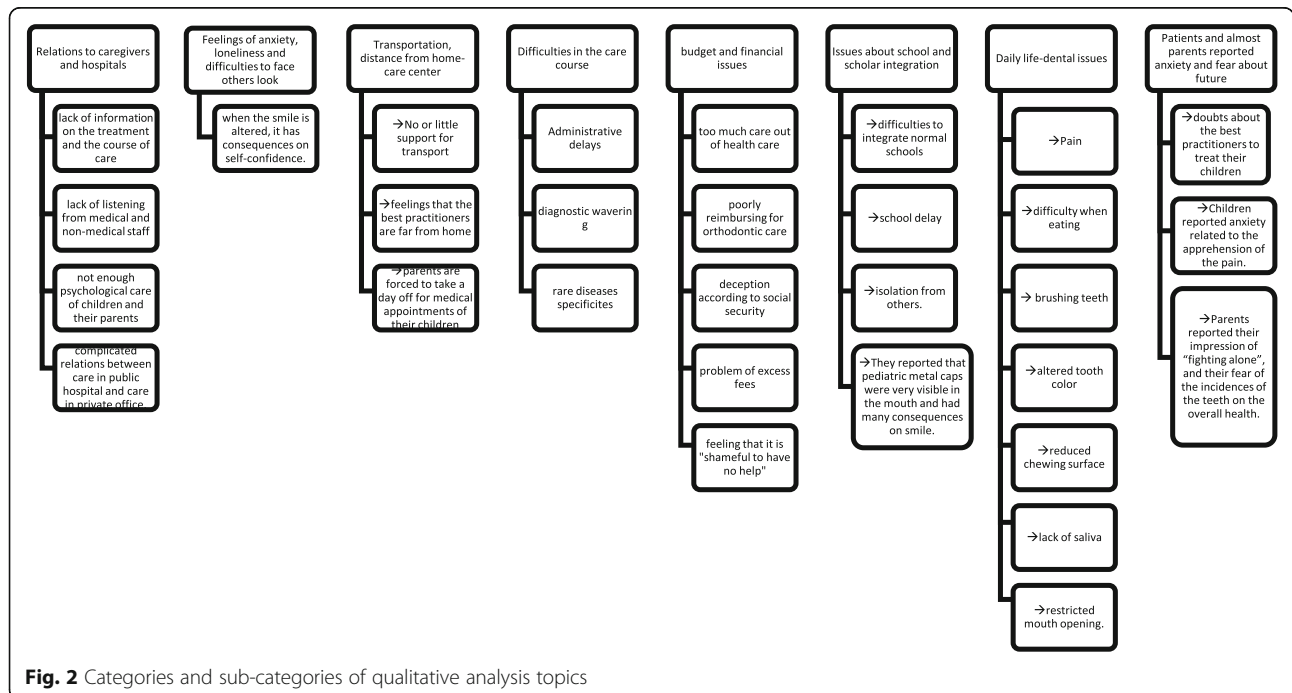 Relations to caregivers
and hospitals
lack of information
on the treatment
and the course of
care
lack of listening
from medical and
non-medical staff
not enough
psychological care
of children and
their parents
complicated
relations between
care in public
hospital and care
in private office
Feelings of anxiety,
loneliness and
difficulties to face
others look
when the smile is
altered, it has
consequences on
self-confidence.
Transportation,
distance from home-
care center
→No or little
support for
transport
→feelings that the
best practitioners
are far from home
→parents are
forced to take a
day off for medical
appointments of
their children
Difficulties in the care
course
Administrative
delays
diagnostic waverin
g
rare diseases
specificites
budget and financial
issues
too much care out
of health care
poorly
reimbursing for
orthodontic care
deception
according to social
security
problem of excess
fees
feeling that it is
"shameful to have
no help"
Issues about school and
scholar integration
→difficulties to
integrate normal
schools
→school delay
→isolation from
others.
→They reported that
pediatric metal caps
were very visible in
the mouth and had
many consequences
on smile.
Daily life-dental issues
→Pain
→difficulty when
eating
→ brushing teeth
→altered tooth
color
→reduced
chewing surface
→lack of saliva
→restricted
mouth opening.
Patients and almost
parents reported
anxiety and fear about
future
→doubts about the
best practitioners to
treat their
children
→Children
reported anxiety
related to the
apprehension of
the pain.
→Parents
reported their
impression of
“fighting alone”,
and their fear of
the incidences of
the teeth on the
overall health.
Fig. 2 Categories and sub-categories of qualitative analysis topics